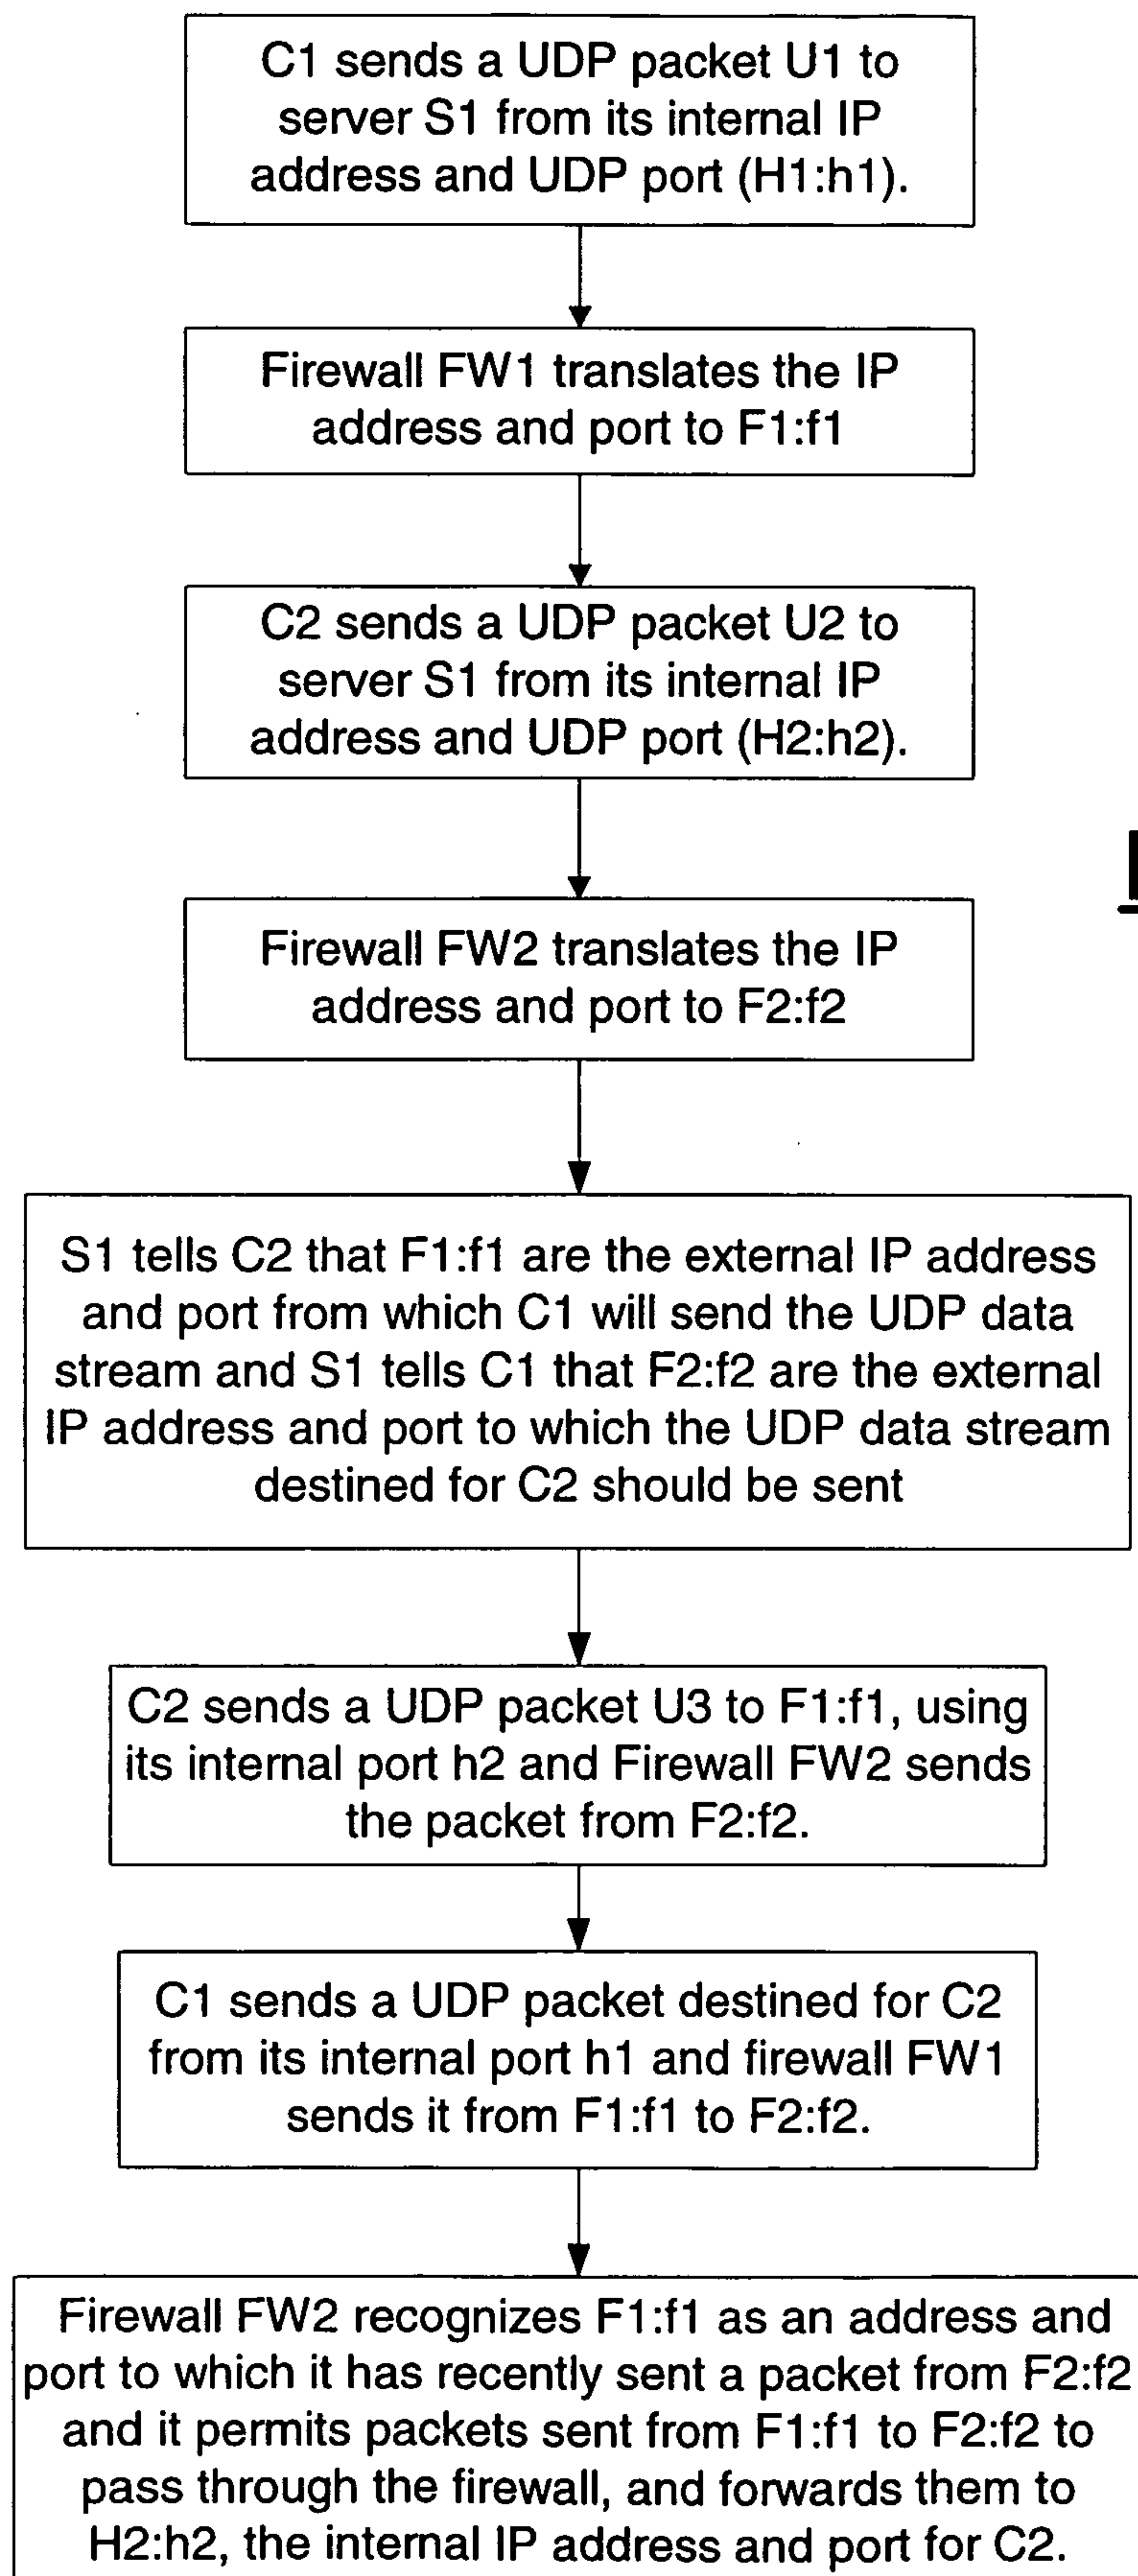 C1 sends a UDP packet U1 to
server S1 from its internal IP
address and UDP port (H1:h1).
Firewall FW1 translates the IP
address and port to F1:f1
C2 sends a UDP packet U2 to
server S1 from its internal IP
address and UDP port (H2:h2).
Firewall FW2 translates the IP
address and port to F2:f2
S1 tells C2 that F1:f1 are the external IP address
and port from which C1 will send the UDP data
stream and S1 tells C1 that F2:f2 are the external
IP address and port to which the UDP data stream
destined for C2 should be sent
C2 sends a UDP packet U3 to F1:f1, using
its internal port h2 and Firewall FW2 sends
the packet from F2:f2.
C1 sends a UDP packet destined for C2
from its internal port h1 and firewall FW1
sends it from F1:f1 to F2:f2.
Firewall FW2 recognizes F1:f1 as an address and
port to which it has recently sent a packet from F2:f2
and it permits packets sent from F1:f1 to F2:f2 to
pass through the firewall, and forwards them to
H2:h2, the internal IP address and port for C2.